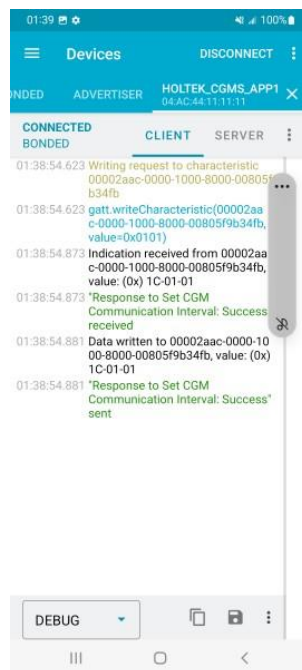 01:39 100%
Devices DISCONNECT
NDED ADVERTISER HOLTEK_CGMS_APP1
04:AC:44:11:11:11
CONNECTED
BONDED
CLIENT SERVER
01:38:54.623 Writing request to characteristic
00002aac-0000-1000-8000-00805f9
b34fb
01:38:54.623 gatt.writeCharacteristic(00002aa
c-0000-1000-8000-00805f9b34fb,
value=0x0101)
01:38:54.873 Indication received from 00002aa
c-0000-1000-8000-00805f9b34fb,
value: (0x) 1C-01-01
01:38:54.873 "Response to Set CGM
Communication Interval: Success"
received
01:38:54.881 Data written to 00002aac-0000-10
00-8000-00805f9b34fb, value: (0x)
1C-01-01
01:38:54.881 "Response to Set CGM
Communication Interval: Success"
sent
DEBUG